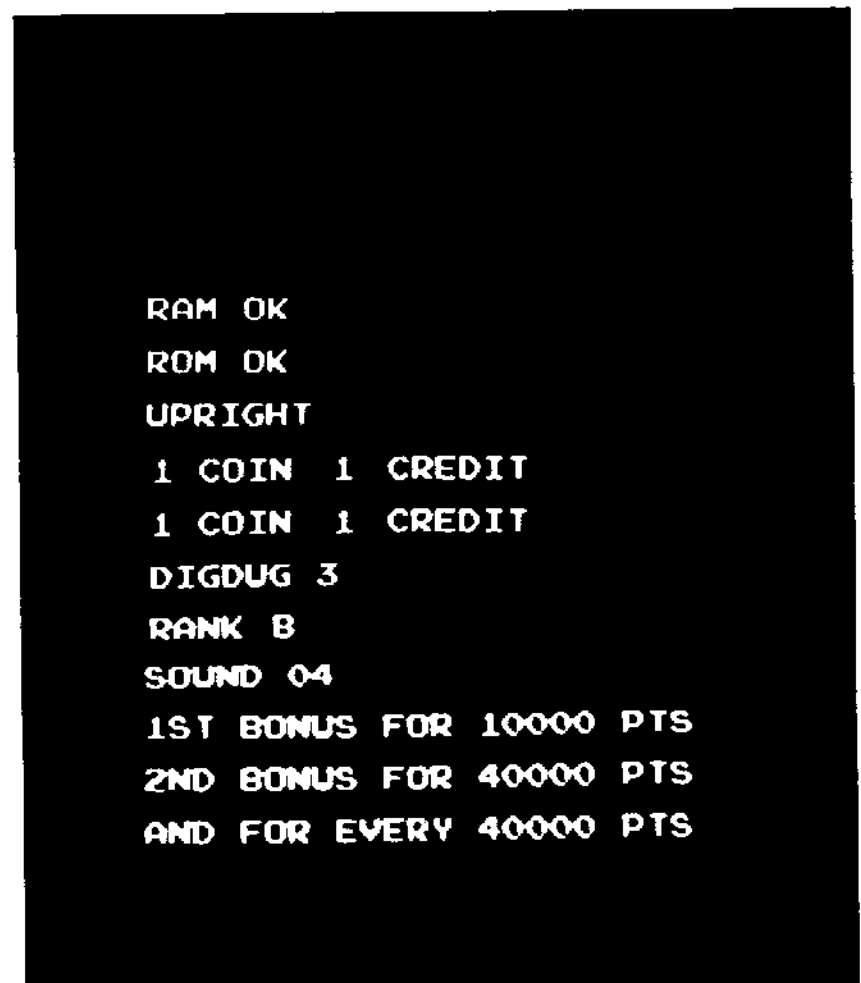 RAM OK
ROM OK
UPRIGHT
1 COIN 1 CREDIT
1 COIN 1 CREDIT
DIGDUG 3
RANK B
SOUND 04
1ST BONUS FOR 10000 PTS
2ND BONUS FOR 40000 PTS
AND FOR EVERY 40000 PTS